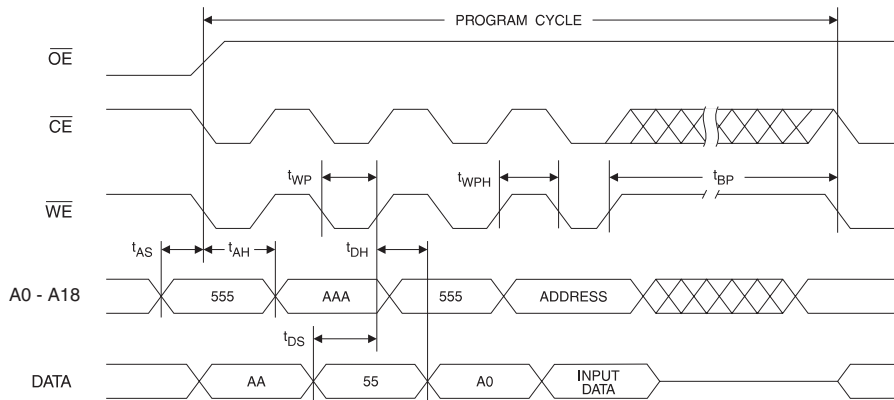 PROGRAM CYCLE
OE
CE
tWP
tWPH
tBP
WE
tAS
tAH
tDH
A0 - A18
555
AAA
555
ADDRESS
tDS
DATA
AA
55
A0
INPUT
DATA